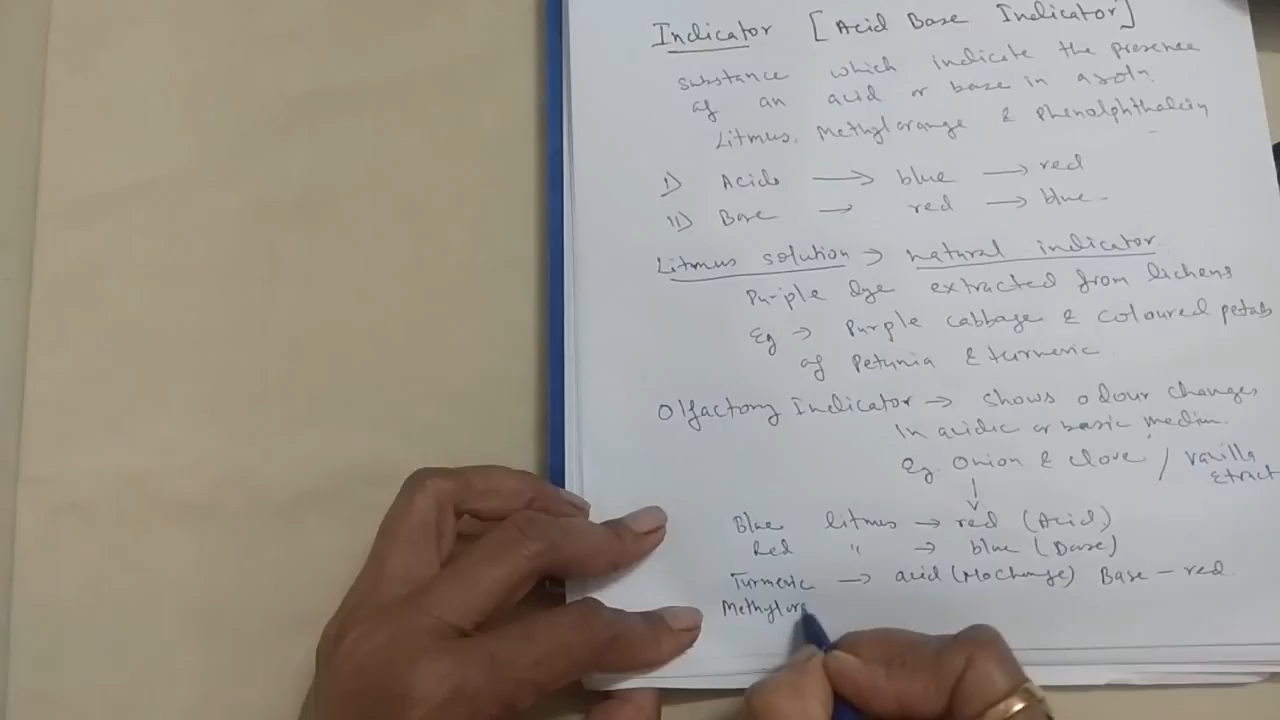 Indicator [Acid Base Indicator]
Substance which indicate the presence
of an acid or base in a soln.
Litmus, Methylorange & Phenolphthalein
I) Acids → blue → red
II) Base → red → blue.
Litmus solution → natural indicator.
Purple dye extracted from lichens
Eg → Purple cabbage & coloured petals
of Petunia & turmeric.
Olfactory Indicator → shows odour changes
In acidic or basic medium.
Eg. Onion & clove / Vanilla
Etract
↓
Blue litmus → red (Acid)
Red " → blue (Base)
Turmeric → acid (No change) Base - red.
Methylora